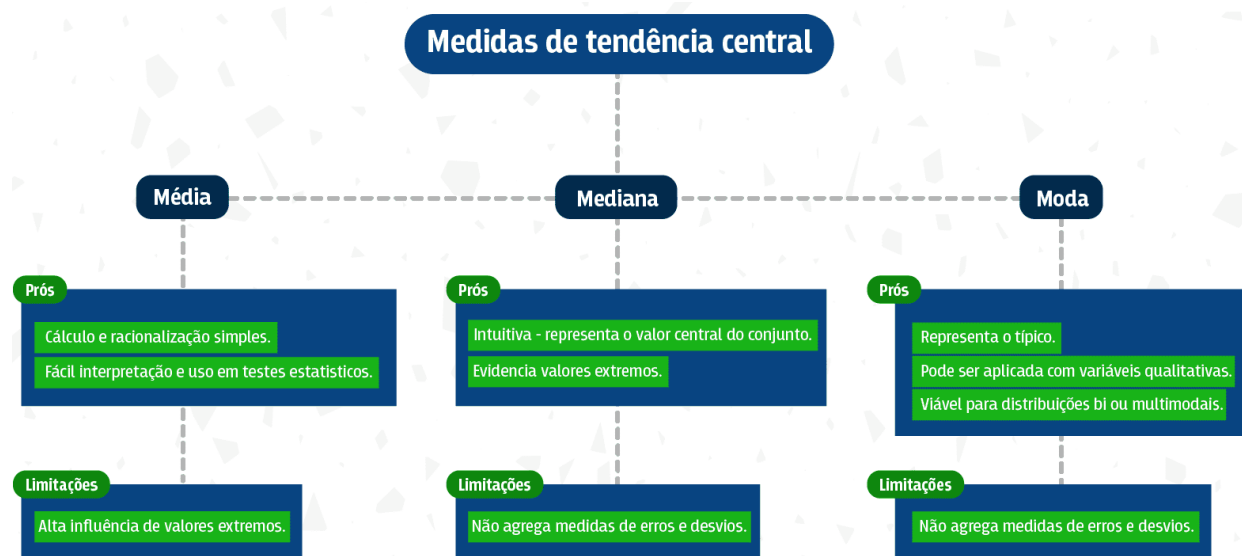 Medidas de tendência central
Média
Mediana
Moda
Prós
Cálculo e racionalização simples.
Fácil interpretação e uso em testes estatisticos.
Prós
Intuitiva - representa o valor central do conjunto.
Evidencia valores extremos.
Prós
Representa o típico.
Pode ser aplicada com variáveis qualitativas.
Viável para distribuições bi ou multimodais.
Limitações
Alta influência de valores extremos.
Limitações
Não agrega medidas de erros e desvios.
Limitações
Não agrega medidas de erros e desvios.